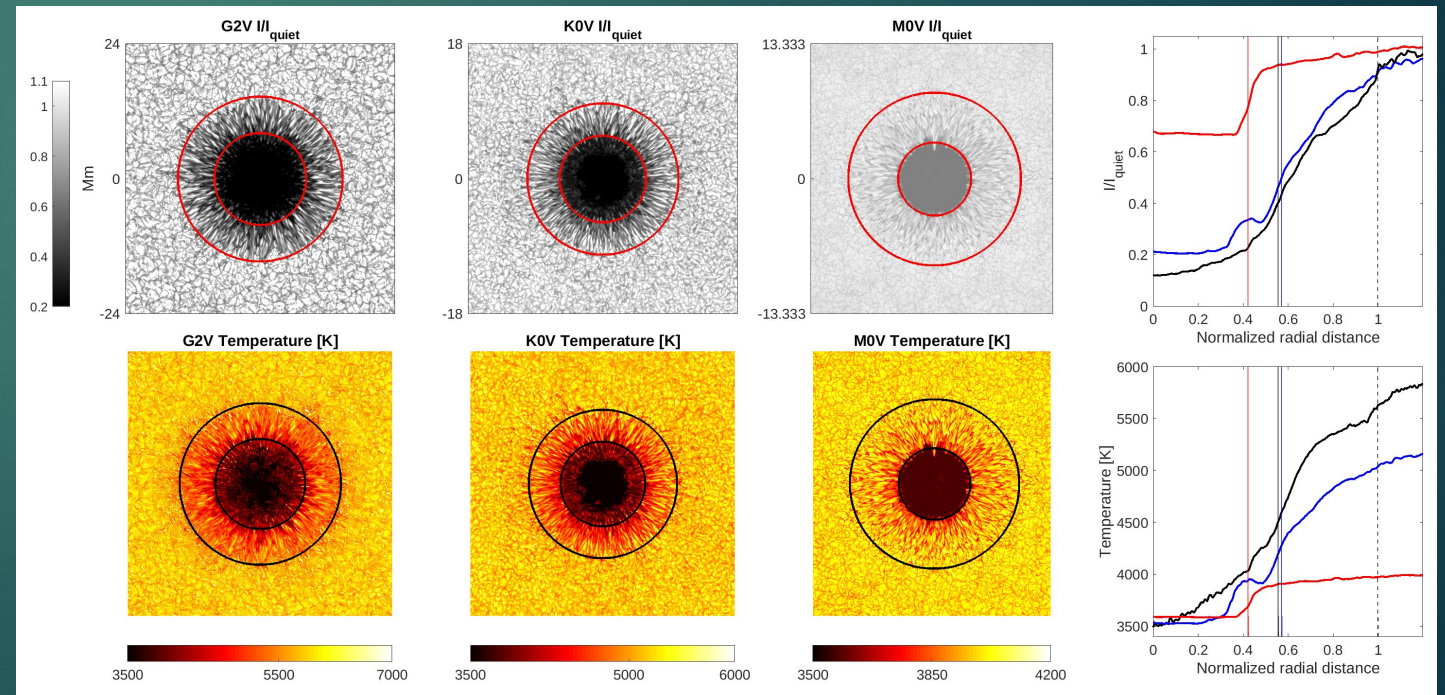 G2V I/I_quiet
K0V I/I_quiet
M0V I/I_quiet
1.1
1
0.8
0.6
0.4
0.2
Mm
24
0
-24
18
0
-18
13.333
0
-13.333
I/I_quiet
1
0.8
0.6
0.4
0.2
0
0 0.2 0.4 0.6 0.8 1
Normalized radial distance
G2V Temperature [K]
K0V Temperature [K]
M0V Temperature [K]
3500 5500 7000
3500 5000 6000
3500 3850 4200
Temperature [K]
6000
5500
5000
4500
4000
3500
0 0.2 0.4 0.6 0.8 1
Normalized radial distance